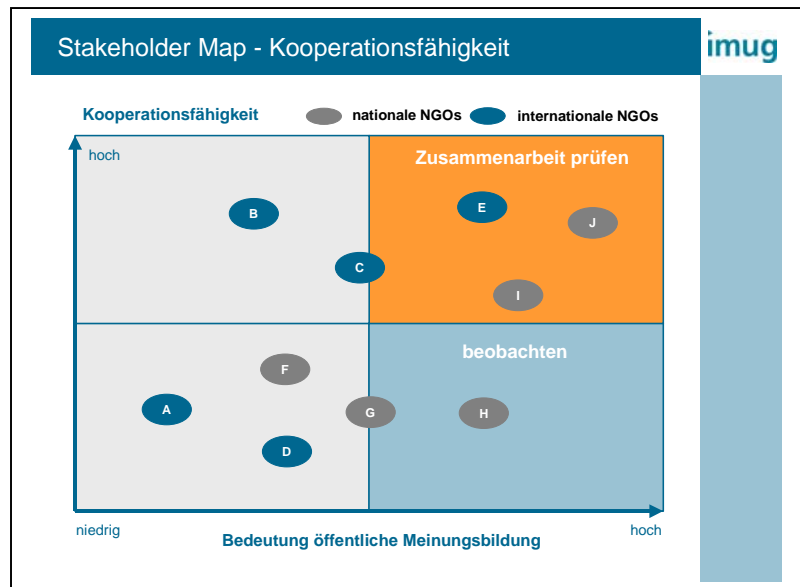 Stakeholder Map - Kooperationsfähigkeit
imug
Kooperationsfähigkeit
nationale NGOs
internationale NGOs
hoch
Zusammenarbeit prüfen
B
E
J
C
I
beobachten
F
A
G
H
D
niedrig
Bedeutung öffentliche Meinungsbildung
hoch